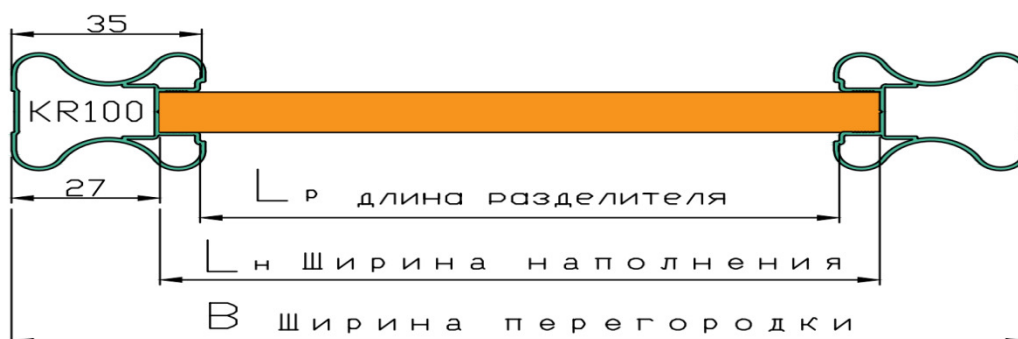 35
KR100
27
Lр длина разделителя
Lн Ширина наполнения
В Ширина перегородки